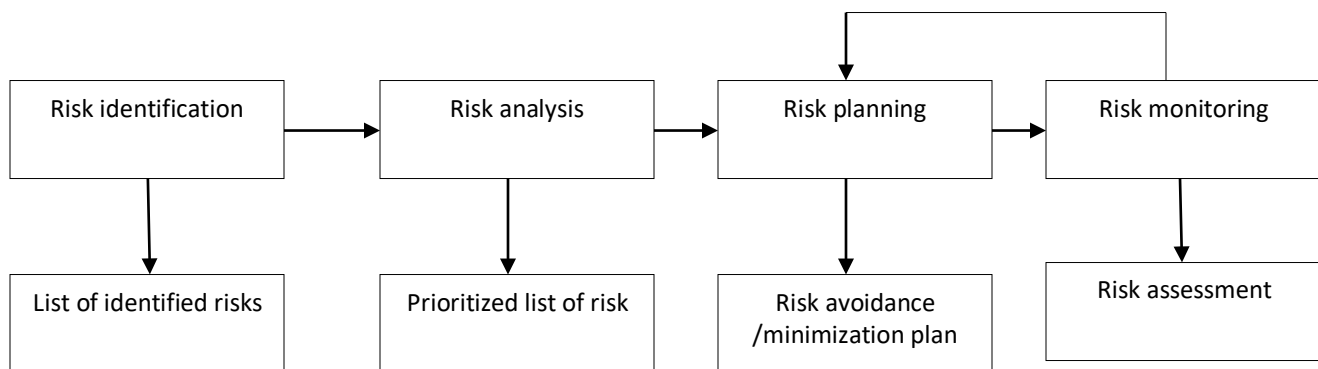 Risk identification
Risk analysis
Risk planning
Risk monitoring
List of identified risks
Prioritized list of risk
Risk avoidance
/minimization plan
Risk assessment